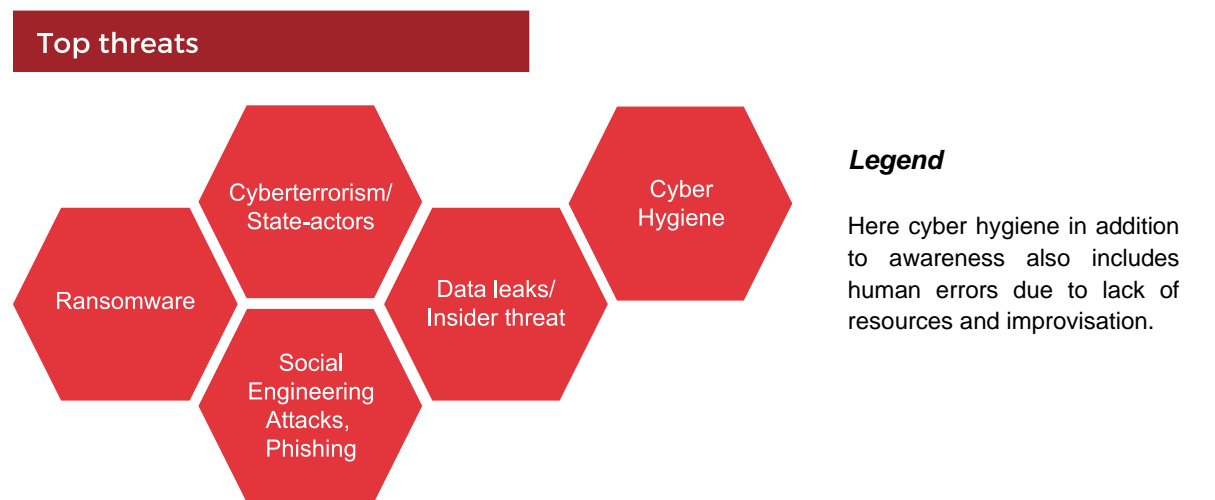 Top threats
Ransomware
Cyberterrorism/
State-actors
Social
Engineering
Attacks,
Phishing
Data leaks/
Insider threat
Cyber
Hygiene
Legend
Here cyber hygiene in addition
to awareness also includes
human errors due to lack of
resources and improvisation.